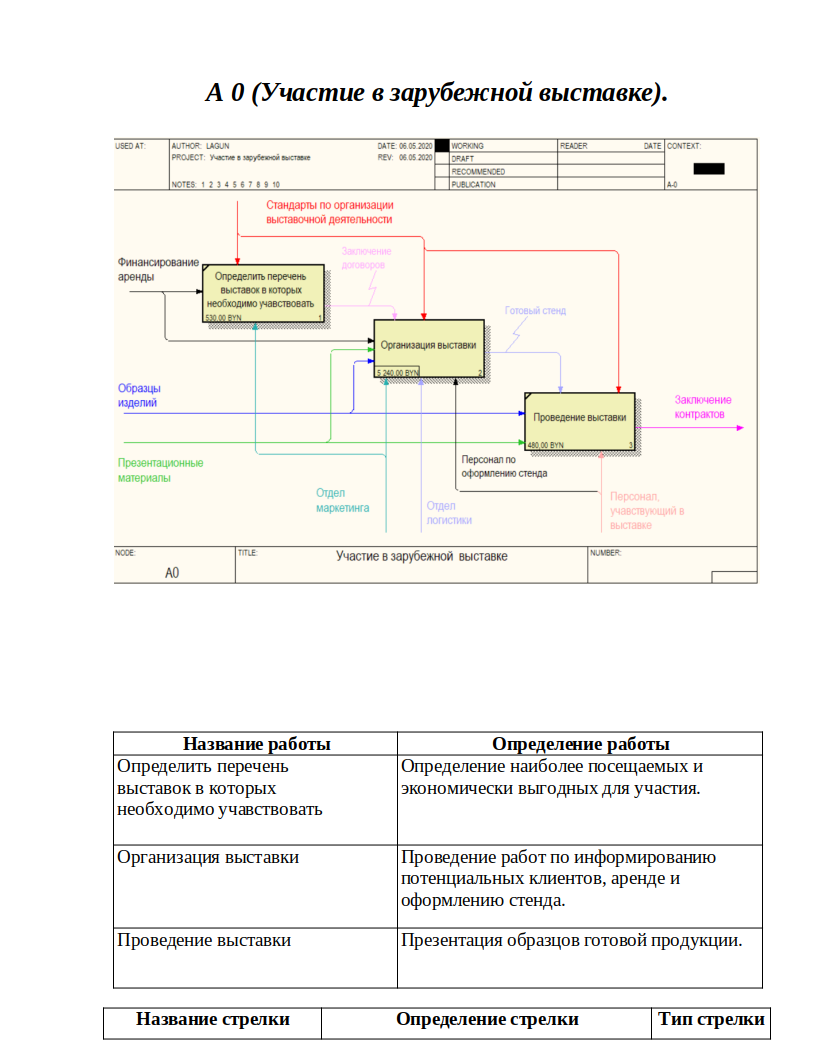 А 0 (Участие в зарубежной выставке).
USED AT:
AUTHOR: LAGUN
DATE: 06.05.2020
WORKING
READER
DATE
CONTEXT:
PROJECT: Участие в зарубежной выставке
REV: 06.05.2020
DRAFT
RECOMMENDED
NOTES: 1 2 3 4 5 6 7 8 9 10
PUBLICATION
A-0
Стандарты по организации
выставочной деятельности
Заключение
договоров
Финансирование
аренды
Определить перечень
выставок в которых
необходимо учавствовать
530,00 BYN
1
Готовый стенд
Организация выставки
5 240,00 BYN
2
Образцы
изделий
Заключение
контрактов
Проведение выставки
480,00 BYN
3
Презентационные
материалы
Персонал по
оформлению стенда
Отдел
маркетинга
Отдел
логистики
Персонал,
учавствующий в
выставке
NODE:
TITLE:
Участие в зарубежной выставке
NUMBER:
A0
Название работы
Определение работы
Определить перечень
выставок в которых
необходимо учавствовать
Определение наиболее посещаемых и
экономически выгодных для участия.
Организация выставки
Проведение работ по информированию
потенциальных клиентов, аренде и
оформлению стенда.
Проведение выставки
Презентация образцов готовой продукции.
Название стрелки
Определение стрелки
Тип стрелки